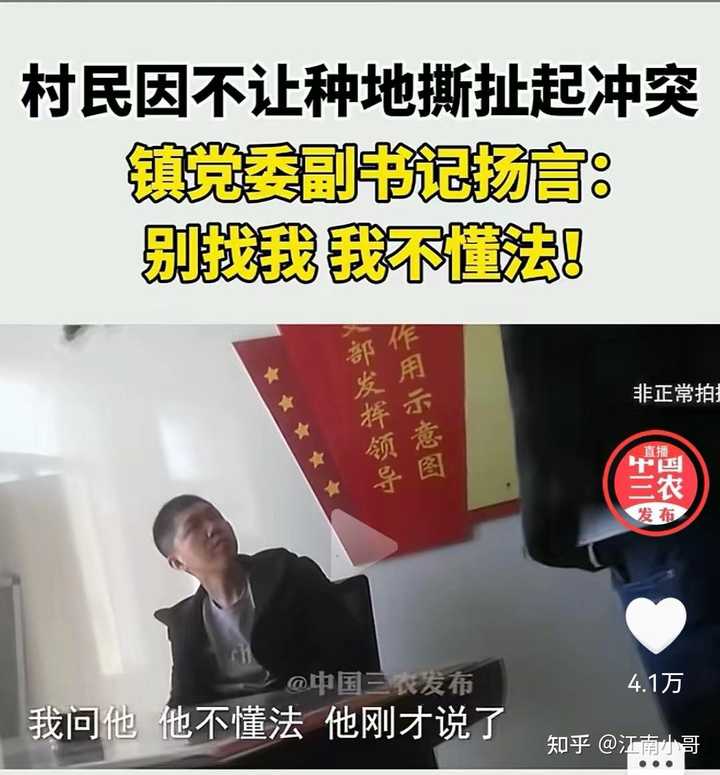 村民因不让种地撕扯起冲突
镇党委副书记扬言：
别找我 我不懂法！
作用示意图
部发挥领导
非正常拍
直播
中国
三农
发布
4.1万
@中国三农发布
我问他 他不懂法 他刚才说了
知乎 @江南小哥